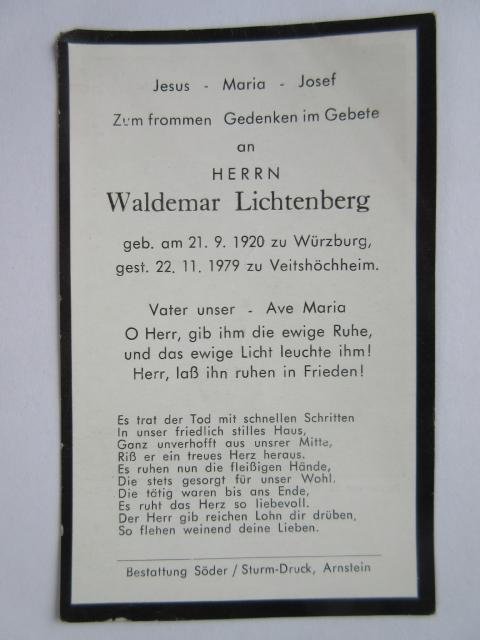 Jesus - Maria - Josef
Zum frommen Gedenken im Gebete
an
HERRN
Waldemar Lichtenberg
geb. am 21. 9. 1920 zu Würzburg,
gest. 22. 11. 1979 zu Veitshöchheim.
Vater unser - Ave Maria
O Herr, gib ihm die ewige Ruhe,
und das ewige Licht leuchte ihm!
Herr, laß ihn ruhen in Frieden!
Es trat der Tod mit schnellen Schritten
In unser friedlich stilles Haus,
Ganz unverhofft aus unsrer Mitte,
Riß er ein treues Herz heraus.
Es ruhen nun die fleißigen Hände,
Die stets gesorgt für unser Wohl.
Die tätig waren bis ans Ende,
Es ruht das Herz so liebevoll.
Der Herr gib reichen Lohn dir drüben,
So flehen weinend deine Lieben.
Bestattung Söder / Sturm-Druck, Arnstein